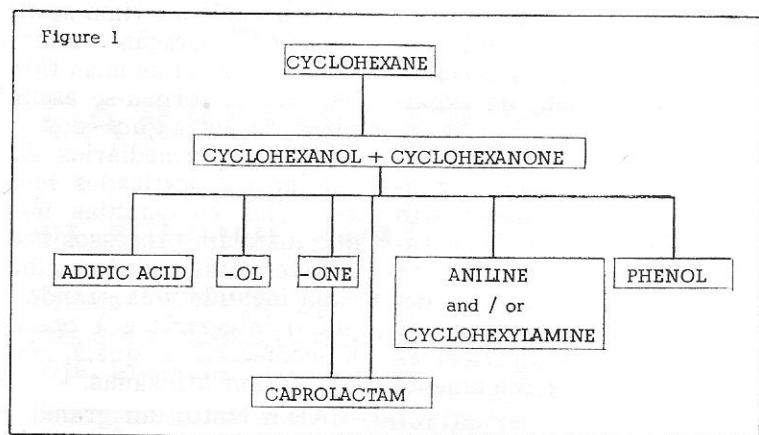 Figure 1
CYCLOHEXANE
CYCLOHEXANOL + CYCLOHEXANONE
ADIPIC ACID
-OL
-ONE
ANILINE
and / or
CYCLOHEXYLAMINE
PHENOL
CAPROLACTAM